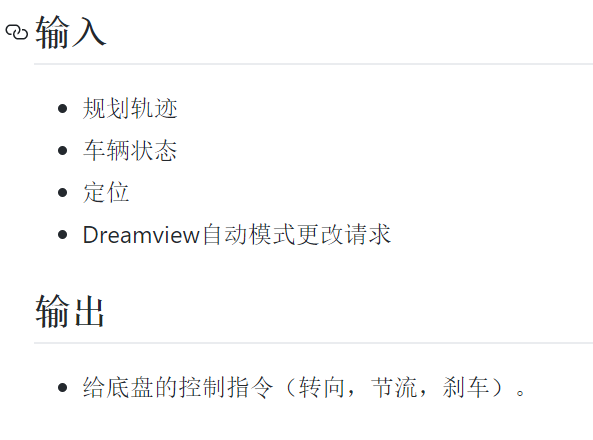 输入
规划轨迹
车辆状态
定位
Dreamview自动模式更改请求
输出
给底盘的控制指令（转向，节流，刹车）。